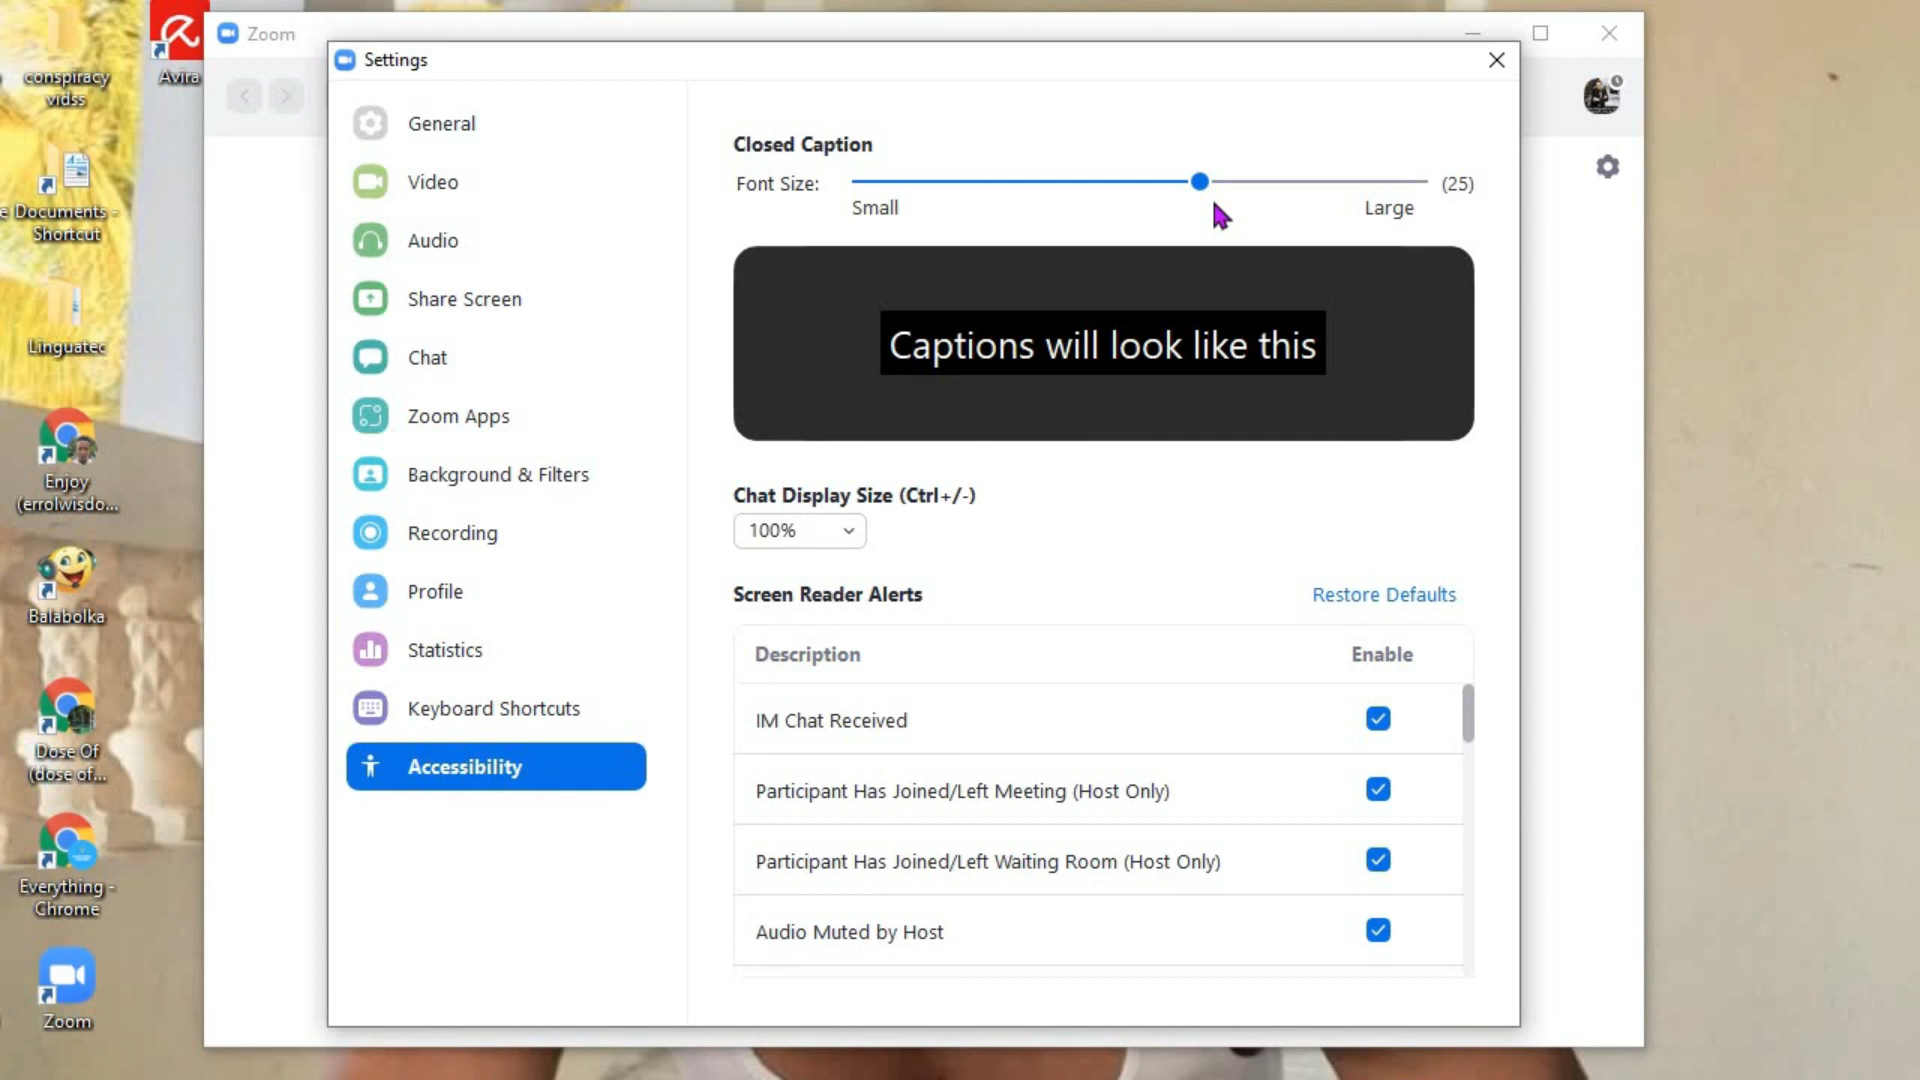 conspiracy
vidss
Avira
Documents -
Shortcut
Linguatec
Enjoy
(errolwisdo...
Balabolka
Dose Of
(dose of...
Everything -
Chrome
Zoom
Zoom
Settings
General
Video
Audio
Share Screen
Chat
Zoom Apps
Background & Filters
Recording
Profile
Statistics
Keyboard Shortcuts
Accessibility
Closed Caption
Font Size: (25)
Small Large
Captions will look like this
Chat Display Size (Ctrl+/-)
100%
Screen Reader Alerts Restore Defaults
Description Enable
IM Chat Received
Participant Has Joined/Left Meeting (Host Only)
Participant Has Joined/Left Waiting Room (Host Only)
Audio Muted by Host